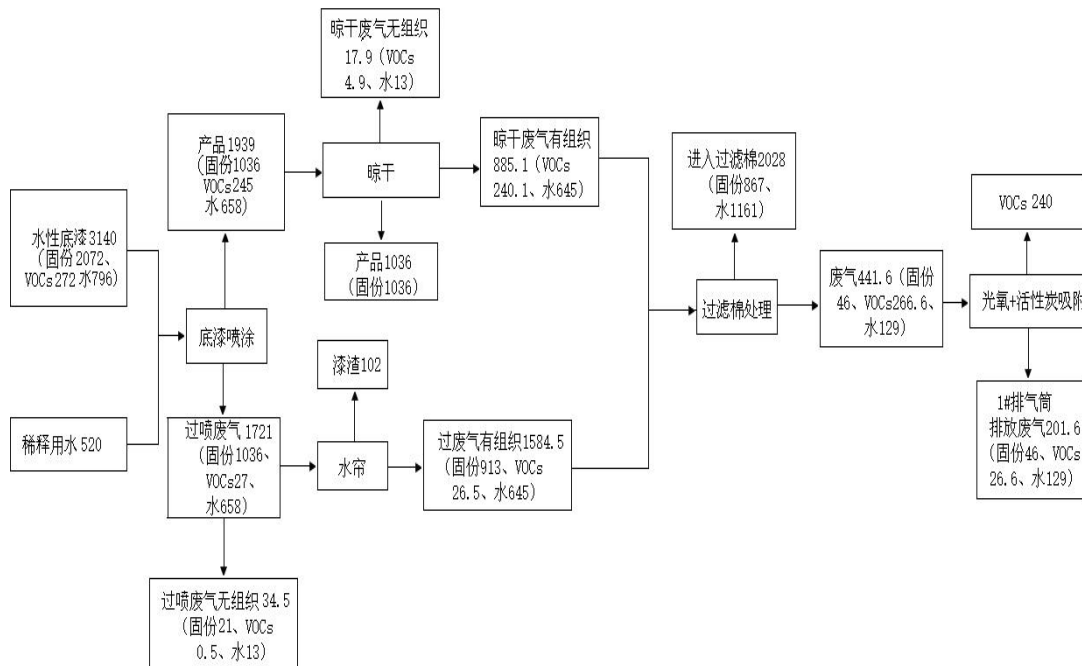 晾干废气无组织
17.9（VOCs
4.9、水13）
产品1939
（固份1036
VOCs245
水658）
晾干
晾干废气有组织
885.1（VOCs
240.1、水645）
进入过滤棉2028
（固份867、
水1161）
VOCs 240
水性底漆3140
（固份2072、
VOCs272 水796）
产品1036
（固份1036）
底漆喷涂
过滤棉处理
废气441.6（固份
46、VOCs266.6、
水129）
光氧+活性炭吸附
漆渣102
稀释用水520
过喷废气1721
（固份1036、
VOCs27、
水658）
水帘
过废气有组织1584.5
（固份913、VOCs
26.5、水645）
1#排气筒
排放废气201.6
（固份46、VOCs
26.6、水129）
过喷废气无组织34.5
（固份21、VOCs
0.5、水13）